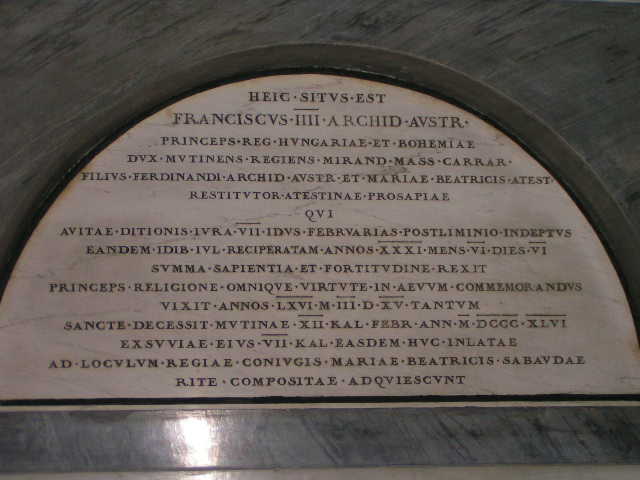 HEIC·SITVS·EST
FRANCISCVS·IIII·ARCHID·AVSTR·
PRINCEPS·REG·HVNGARIAE·ET·BOHEMIAE
DVX·MVTINENS·REGIENS·MIRAND·MASS·CARRAR·
FILIVS·FERDINANDI·ARCHID·AVSTR·ET·MARIAE·BEATRICIS·ATEST·
RESTITVTOR·ATESTINAE·PROSAPIAE
QVI
AVITAE·DITIONIS·IVRA·VII·IDVS·FEBRVARIAS·POSTLIMINIO·INDEPTVS
EANDEM·IDIB·IVL·RECIPERATAM·ANNOS·XXXI·MENS·VI·DIES·VI
SVMMA·SAPIENTIA·ET·FORTITVDINE·REXIT
PRINCEPS·RELIGIONE·OMNIQVE·VIRTVTE·IN·AEVVM·COMMEMORANDVS
VIXIT·ANNOS·LXVI·M·III·D·XV·TANTVM
SANCTE·DECESSIT·MVTINAE·XII·KAL·FEBR·ANN·M·DCCC·XLVI
EXSVVIAE·EIVS·VII·KAL·EASDEM·HVC·INLATAE
AD·LOCVLVM·REGIAE·CONIVGIS·MARIAE·BEATRICIS·SABAVDAE
RITE·COMPOSITAE·ADQVIESCVNT